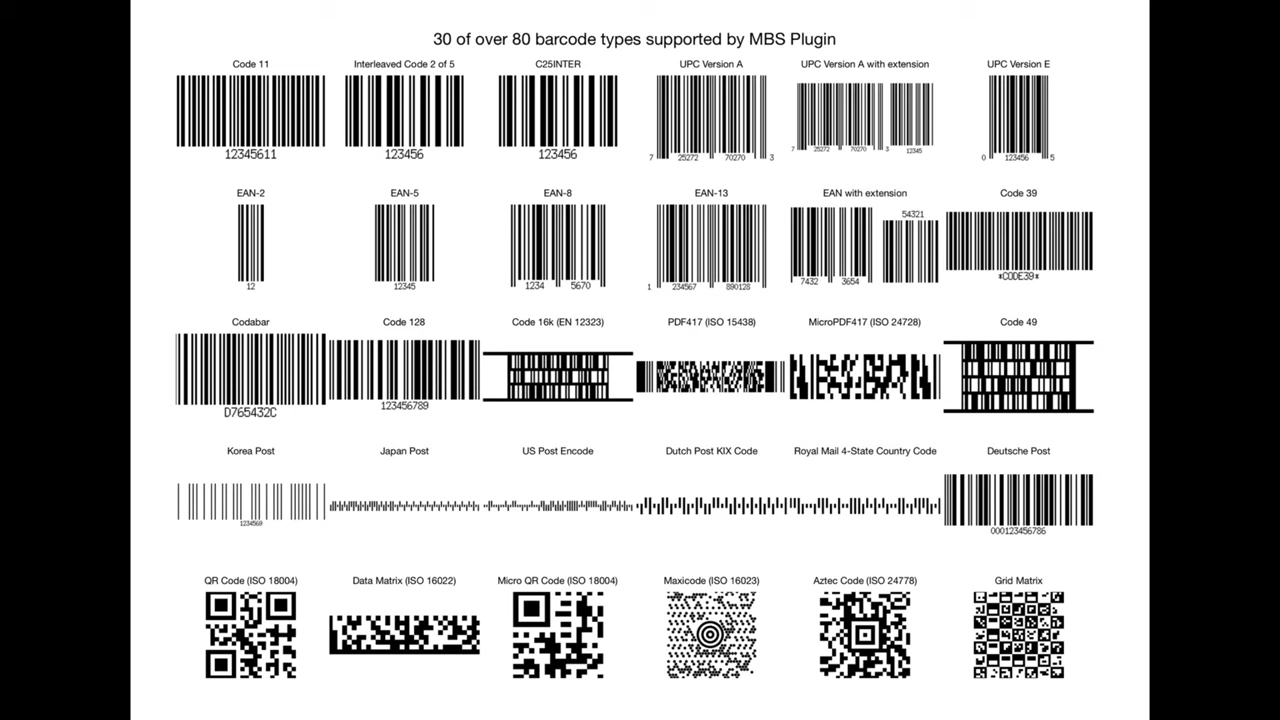 30 of over 80 barcode types supported by MBS Plugin
Code 11 Interleaved Code 2 of 5 C25INTER UPC Version A UPC Version A with extension UPC Version E
12345611 123456 123456 7 25272 70270 3 7 25272 70270 3 12345 0 123456 5
EAN-2 EAN-5 EAN-8 EAN-13 EAN with extension Code 39
12 12345 1234 5670 1 234567 890128 7432 3654 54321 *CODE39*
Codabar Code 128 Code 16k (EN 12323) PDF417 (ISO 15438) MicroPDF417 (ISO 24728) Code 49
D765432C 123456789
Korea Post Japan Post US Post Encode Dutch Post KIX Code Royal Mail 4-State Country Code Deutsche Post
1234569 000123456786
QR Code (ISO 18004) Data Matrix (ISO 16022) Micro QR Code (ISO 18004) Maxicode (ISO 16023) Aztec Code (ISO 24778) Grid Matrix